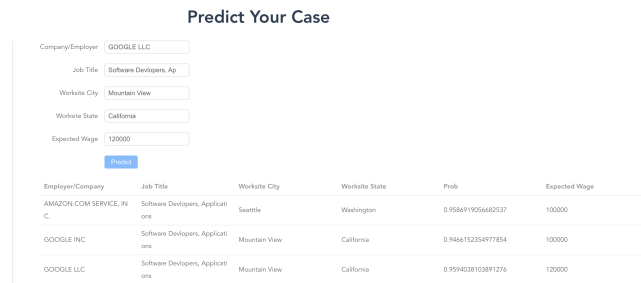 Predict Your Case
Company/Employer GOOGLE LLC
Job Title Software Devlopers, Ap
Worksite City Mountain View
Worksite State California
Expected Wage 120000
Predict
Employer/Company Job Title Worksite City Worksite State Prob Expected Wage
AMAZON.COM SERVICE, IN
C.
Software Devlopers, Applicati
ons
Seatttle Washington 0.9586919056682537 100000
GOOGLE INC
Software Devlopers, Applicati
ons
Mountain View California 0.9466152354977854 100000
GOOGLE LLC
Software Devlopers, Applicati
ons
Mountain View California 0.9594038103891276 120000